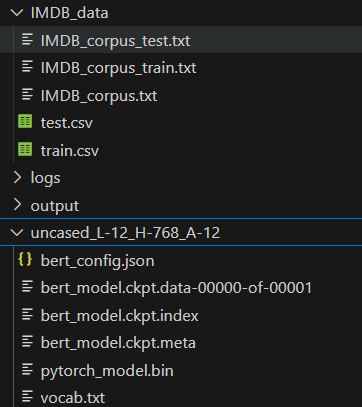 IMDB_data
IMDB_corpus_test.txt
IMDB_corpus_train.txt
IMDB_corpus.txt
test.csv
train.csv
logs
output
uncased_L-12_H-768_A-12
bert_config.json
bert_model.ckpt.data-00000-of-00001
bert_model.ckpt.index
bert_model.ckpt.meta
pytorch_model.bin
vocab.txt